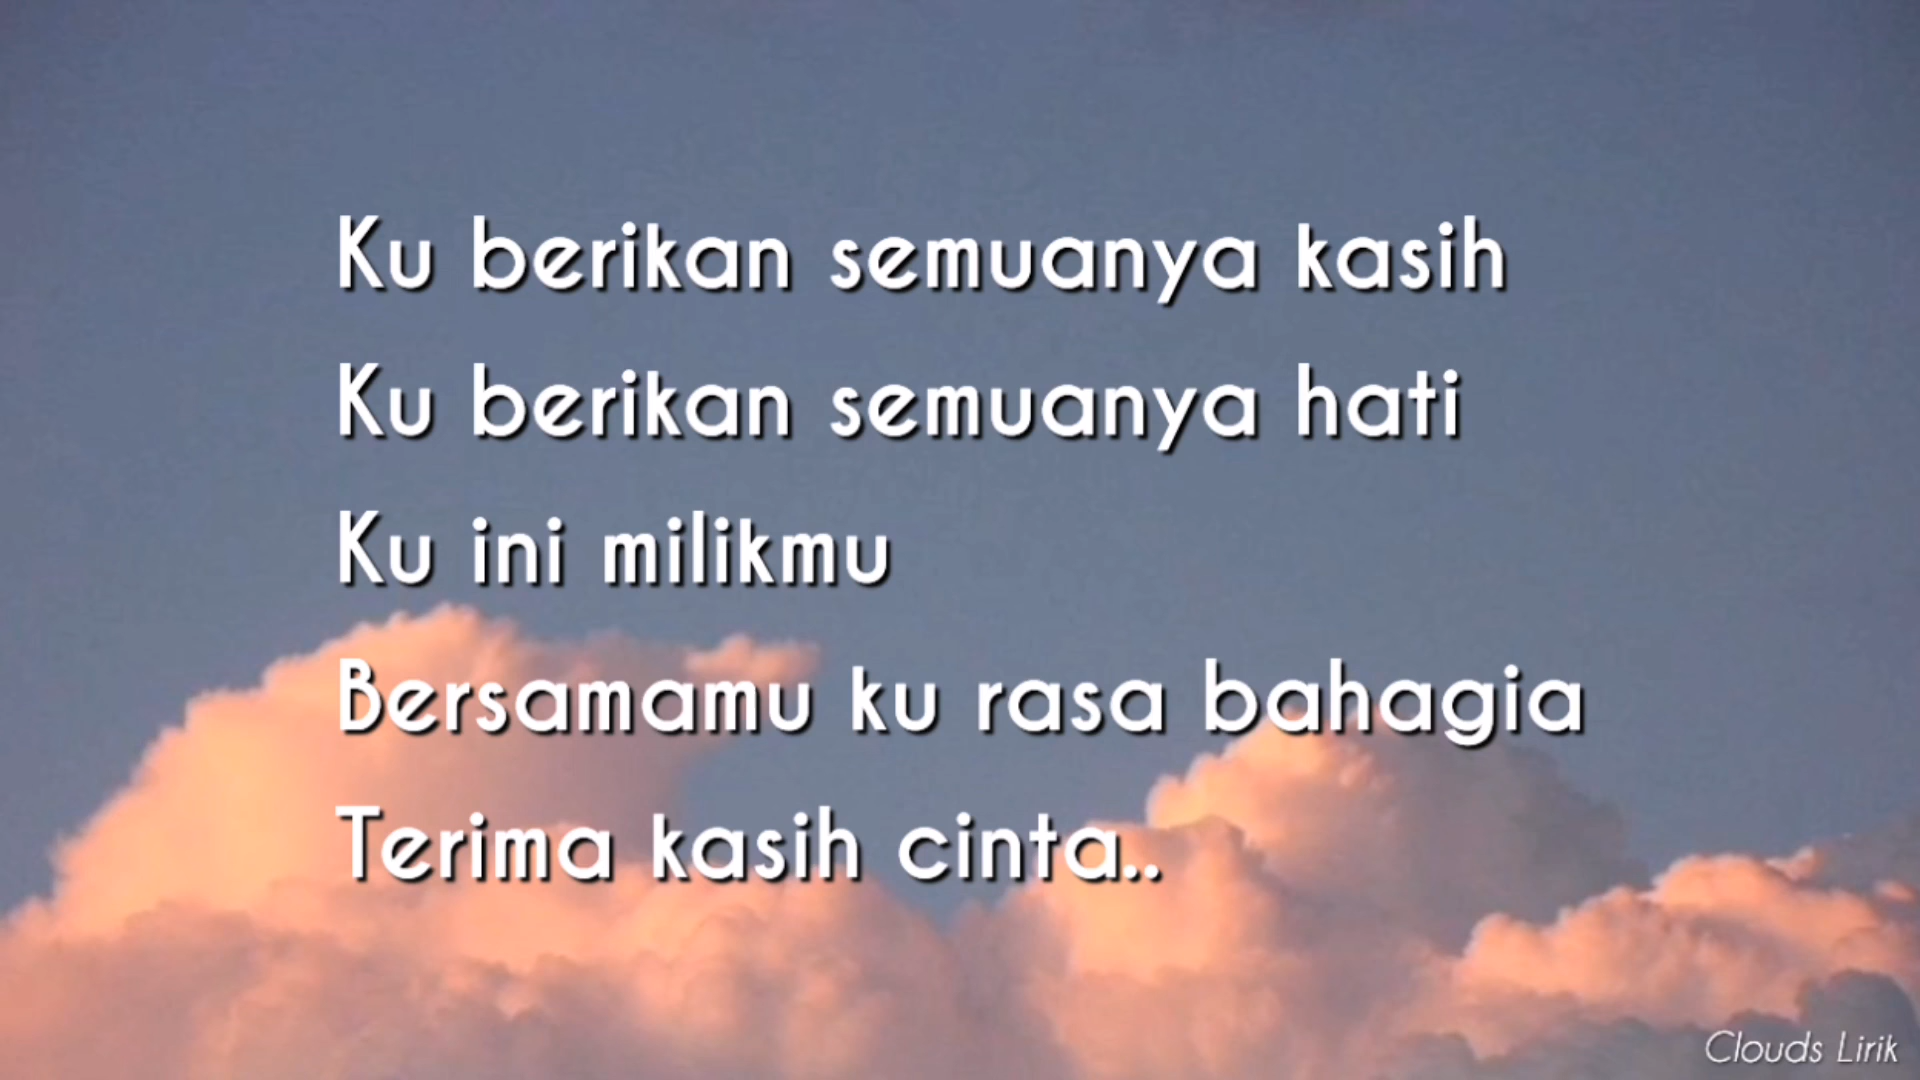 Ku berikan semuanya kasih
Ku berikan semuanya hati
Ku ini milikmu
Bersamamu ku rasa bahagia
Terima kasih cinta..
Clouds Lirik